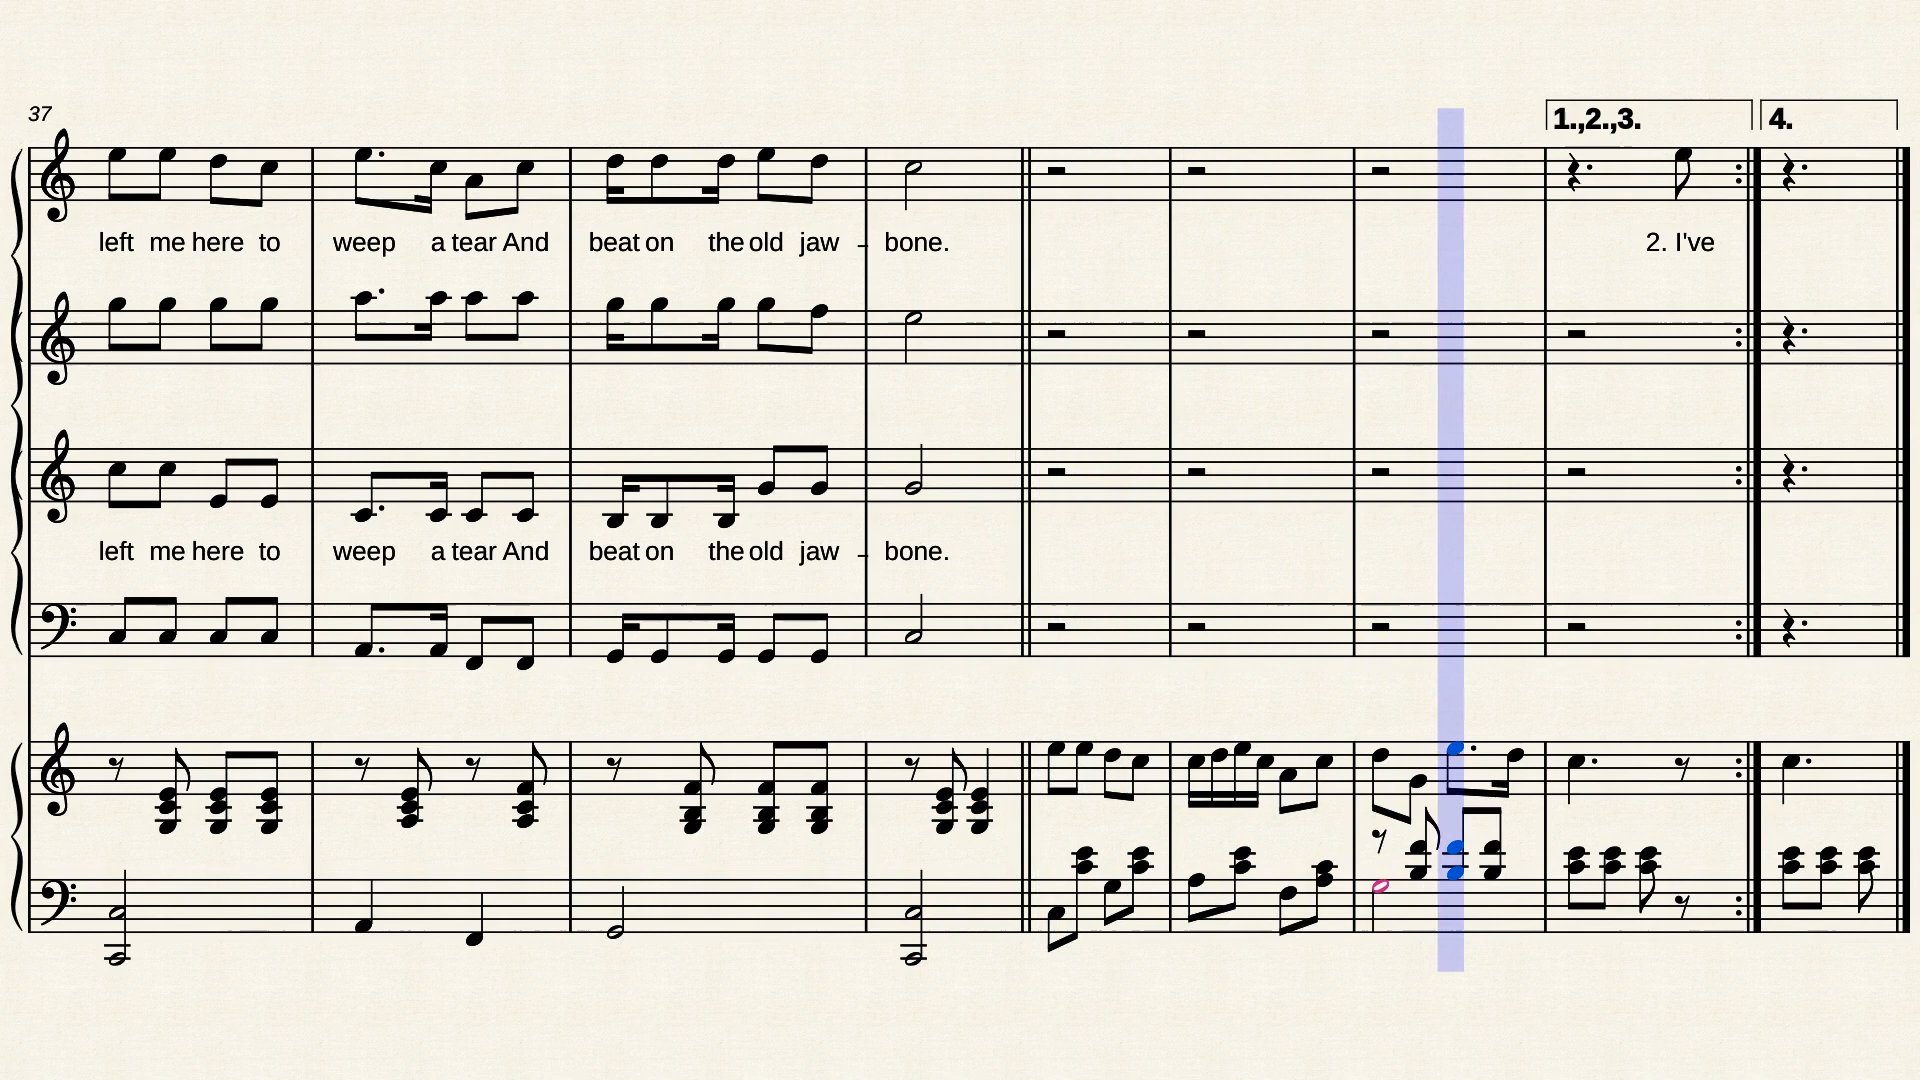 37
1.,2.,3.
4.
left me here to weep a tear And beat on the old jaw - bone.
2. I've
left me here to weep a tear And beat on the old jaw - bone.